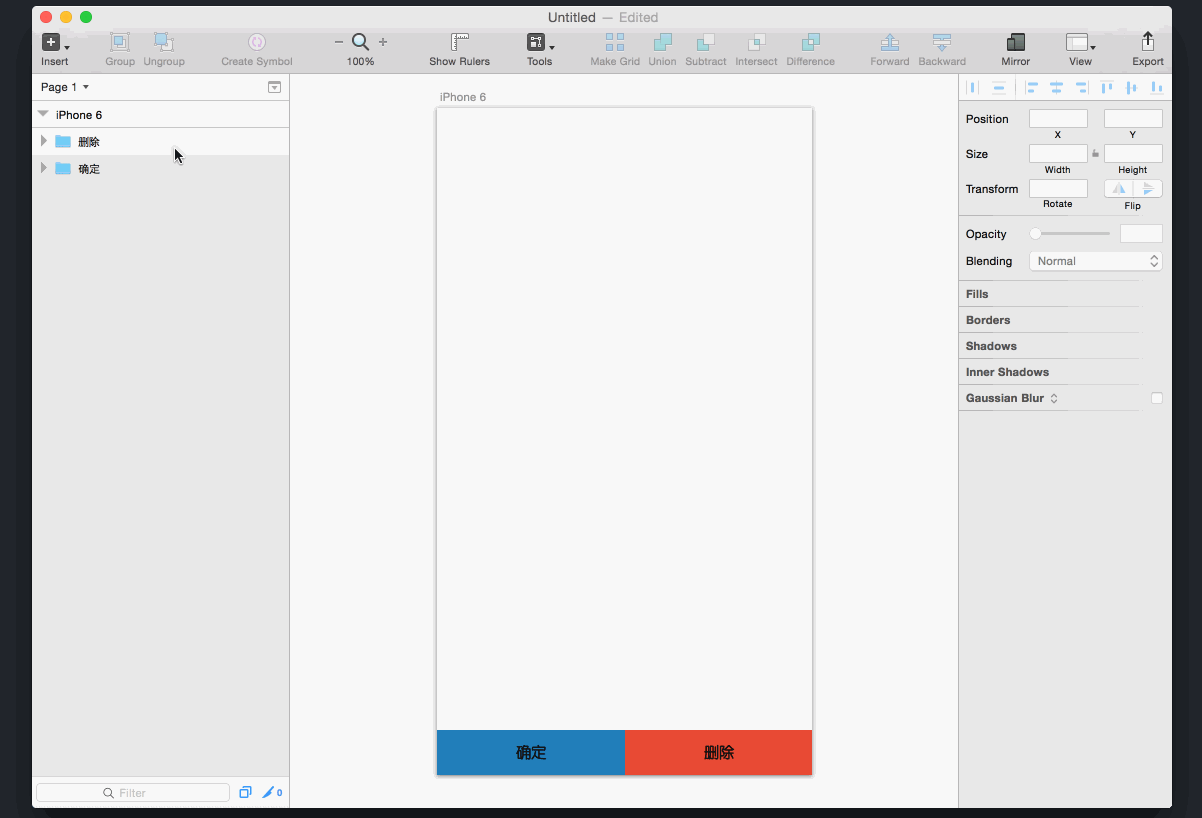 Untitled — Edited
Insert Group Ungroup Create Symbol 100% Show Rulers Tools Make Grid Union Subtract Intersect Difference Forward Backward Mirror View Export
Page 1
iPhone 6
删除
确定
Filter
0
iPhone 6
确定 删除
Position
X Y
Size
Width Height
Transform
Rotate Flip
Opacity
Blending Normal
Fills
Borders
Shadows
Inner Shadows
Gaussian Blur